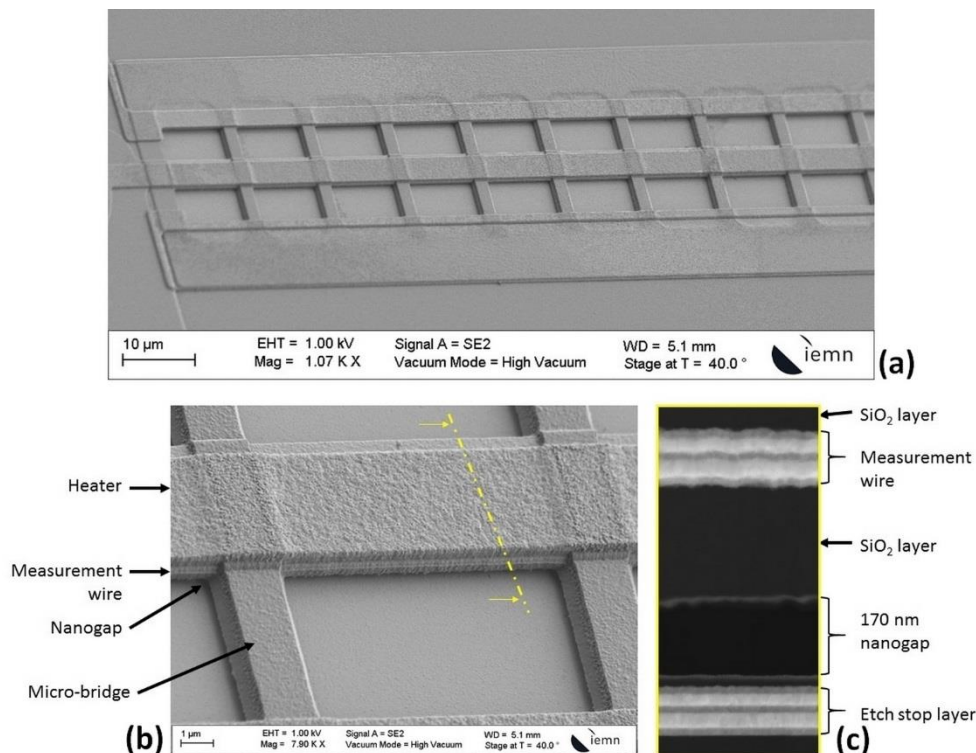 10 µm
EHT = 1.00 kV
Signal A = SE2
WD = 5.1 mm
Mag = 1.07 K X
Vacuum Mode = High Vacuum
Stage at T = 40.0 °
iemn
(a)
Heater
Measurement
wire
Nanogap
Micro-bridge
(b)
1 µm
EHT = 1.00 kV
Signal A = SE2
WD = 5.1 mm
Mag = 7.90 K X
Vacuum Mode = High Vacuum
Stage at T = 40.0 °
iemn
SiO₂ layer
Measurement
wire
SiO₂ layer
170 nm
nanogap
Etch stop layer
(c)